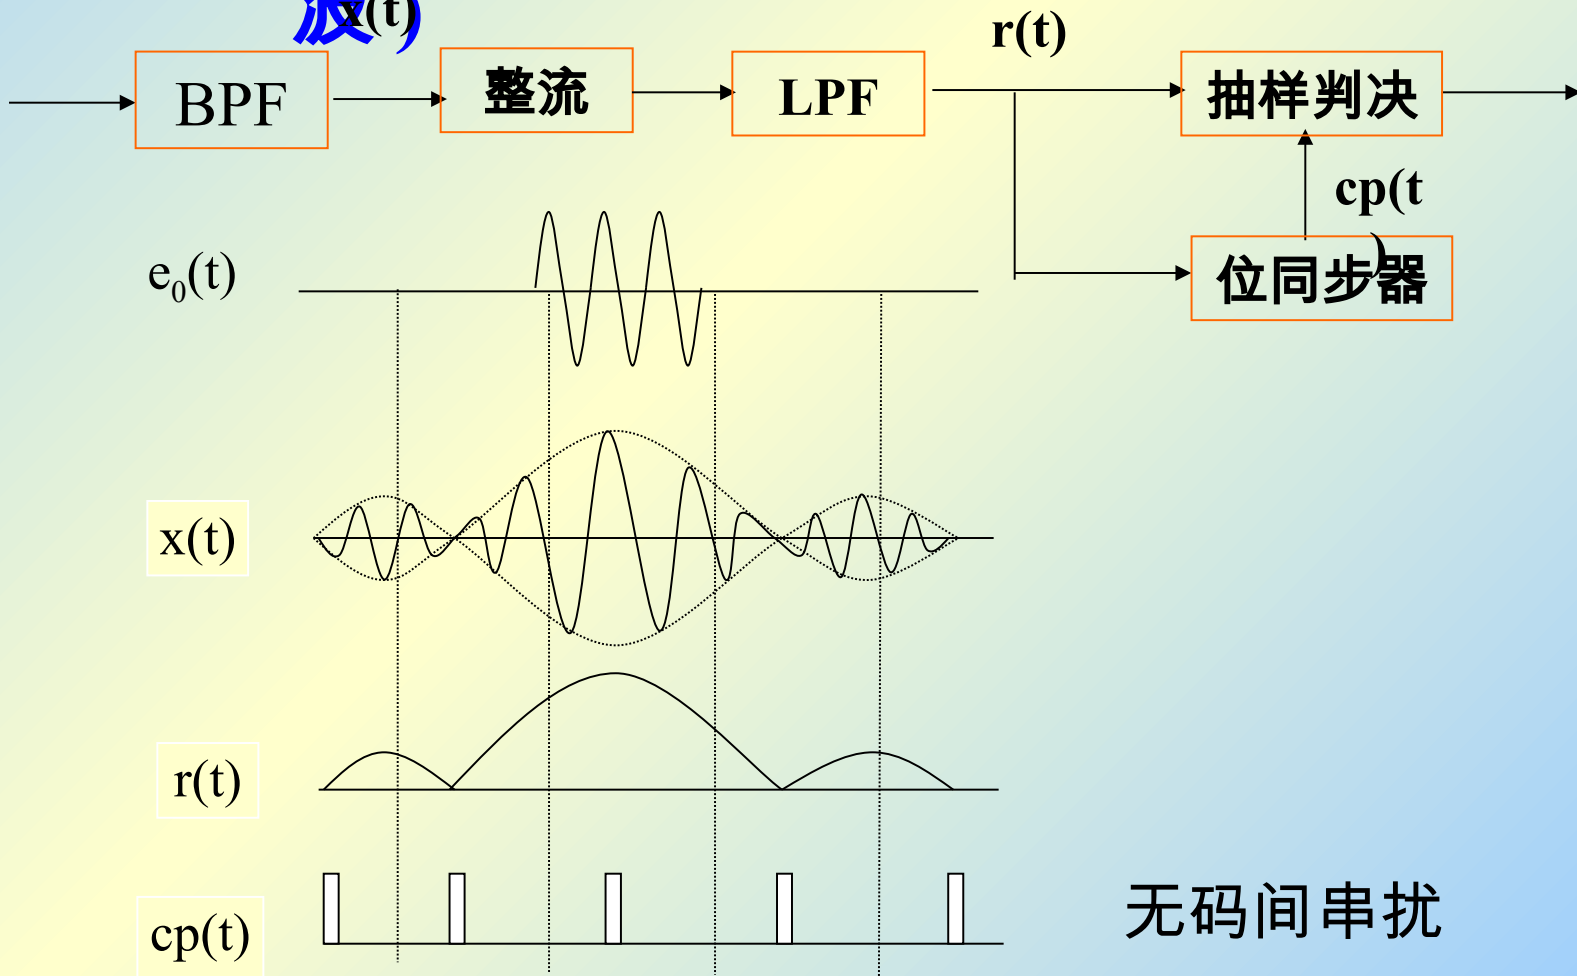 波)
x(t)
r(t)
BPF
整流
LPF
抽样判决
cp(t
)
位同步器
e₀(t)
x(t)
r(t)
cp(t)
无码间串扰